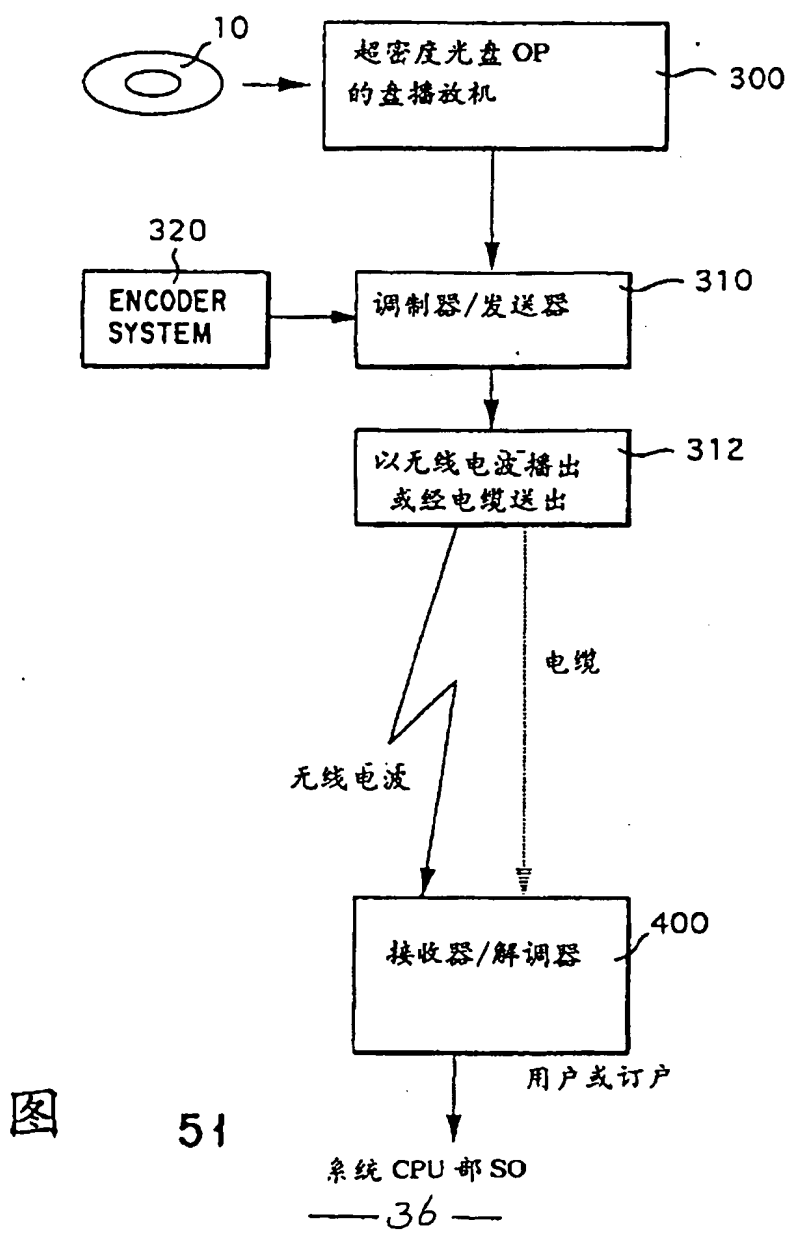 10
超密度光盘 OP
的盘播放机
300
320
ENCODER
SYSTEM
调制器/发送器
310
以无线电波播出
或经电缆送出
312
电缆
无线电波
接收器/解调器
400
用户或订户
系统 CPU 部 SO
图 51
36